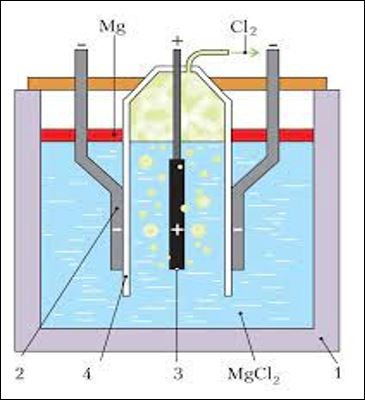 Mg Cl₂
− + −
− + −
2 4 3 MgCl₂ 1